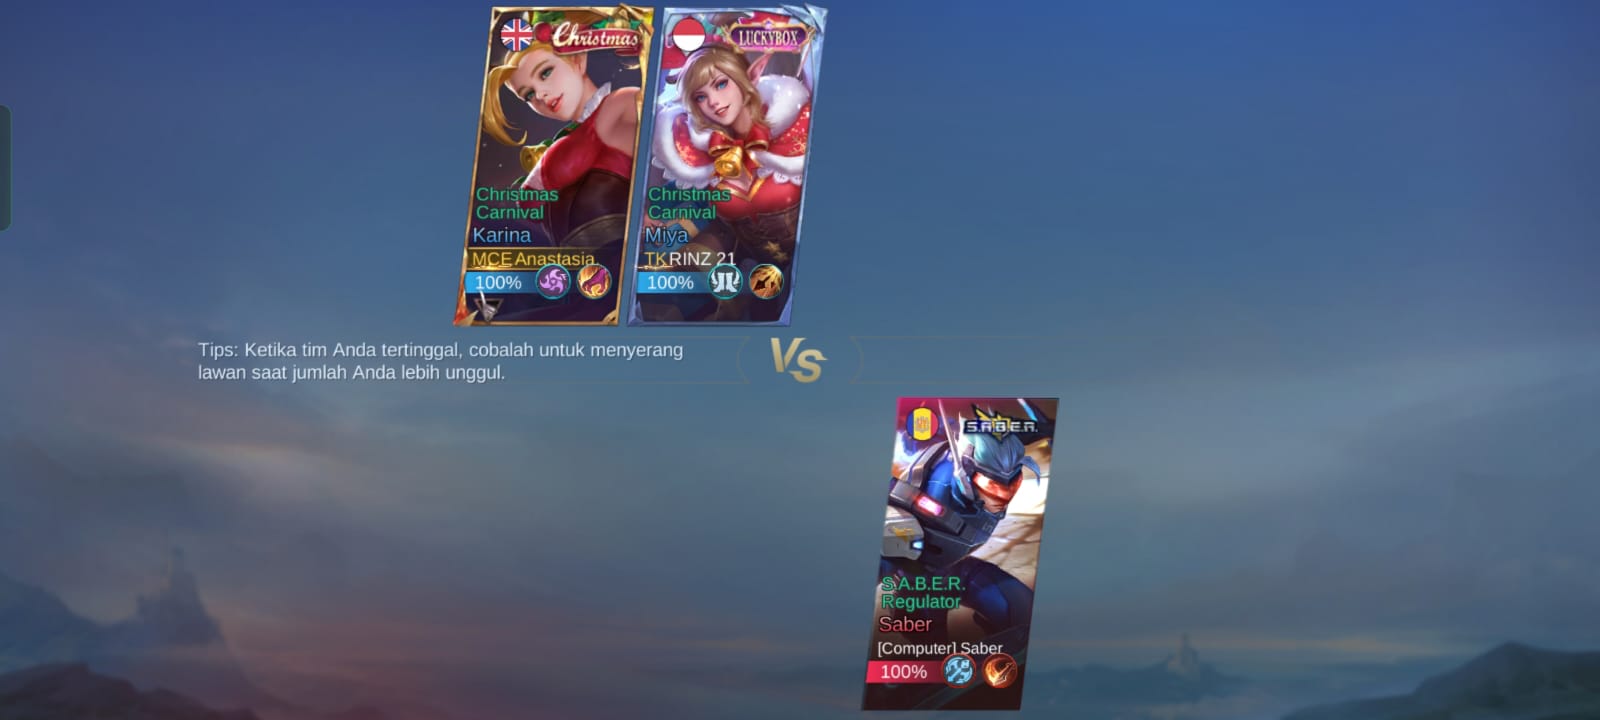 Christmas
Christmas
Carnival
Karina
MCE Anastasia
100%
LUCKYBOX
Christmas
Carnival
Miya
TK RINZ 21
100%
Tips: Ketika tim Anda tertinggal, cobalah untuk menyerang
lawan saat jumlah Anda lebih unggul.
VS
S.A.B.E.R.
S.A.B.E.R.
Regulator
Saber
[Computer] Saber
100%